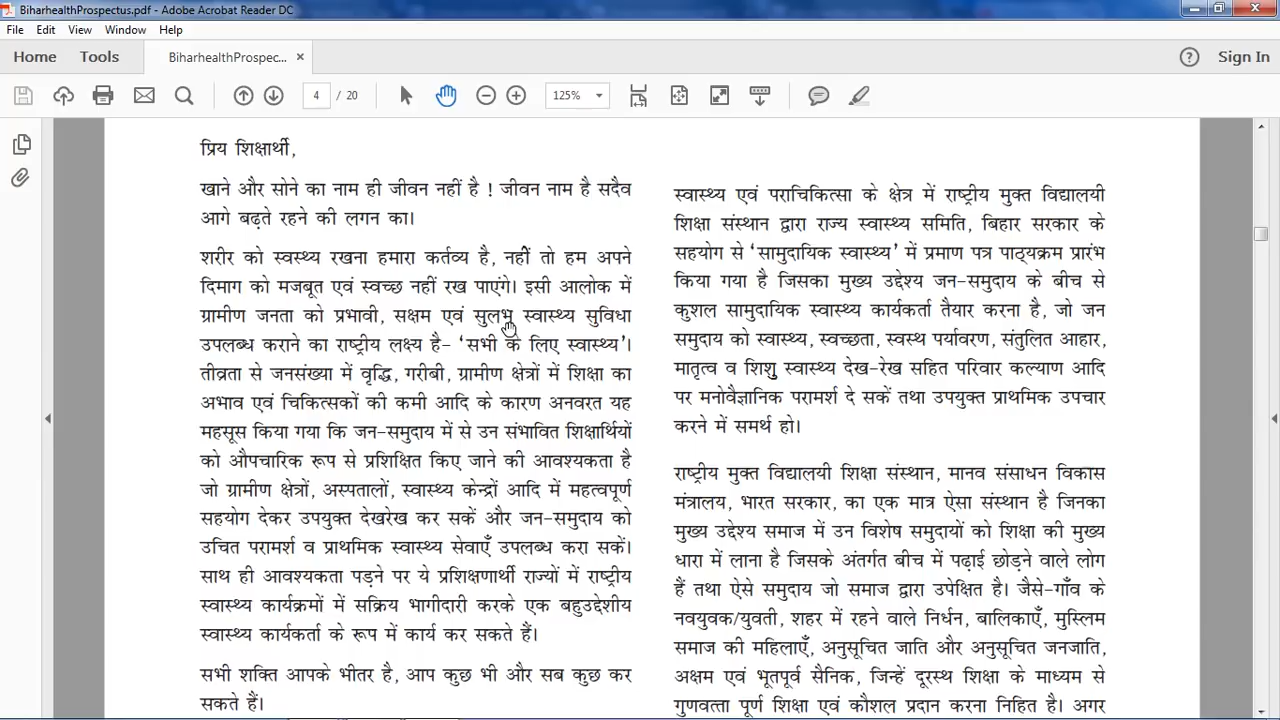 BiharhealthProspectus.pdf - Adobe Acrobat Reader DC
File Edit View Window Help
Home Tools BiharhealthProspec... × Sign In
4 / 20 125%
प्रिय शिक्षार्थी,
खाने और सोने का नाम ही जीवन नहीं है ! जीवन नाम है सदैव
आगे बढ़ते रहने की लगन का।
शरीर को स्वस्थ्य रखना हमारा कर्तव्य है, नहीं तो हम अपने
दिमाग को मजबूत एवं स्वच्छ नहीं रख पाएंगे। इसी आलोक में
ग्रामीण जनता को प्रभावी, सक्षम एवं सुलभ स्वास्थ्य सुविधा
उपलब्ध कराने का राष्ट्रीय लक्ष्य है- ‘सभी के लिए स्वास्थ्य’।
तीव्रता से जनसंख्या में वृद्धि, गरीबी, ग्रामीण क्षेत्रों में शिक्षा का
अभाव एवं चिकित्सकों की कमी आदि के कारण अनवरत यह
महसूस किया गया कि जन-समुदाय में से उन संभावित शिक्षार्थियों
को औपचारिक रूप से प्रशिक्षित किए जाने की आवश्यकता है
जो ग्रामीण क्षेत्रों, अस्पतालों, स्वास्थ्य केन्द्रों आदि में महत्वपूर्ण
सहयोग देकर उपयुक्त देखरेख कर सकें और जन-समुदाय को
उचित परामर्श व प्राथमिक स्वास्थ्य सेवाएँ उपलब्ध करा सकें।
साथ ही आवश्यकता पड़ने पर ये प्रशिक्षणार्थी राज्यों में राष्ट्रीय
स्वास्थ्य कार्यक्रमों में सक्रिय भागीदारी करके एक बहुउद्देशीय
स्वास्थ्य कार्यकर्ता के रूप में कार्य कर सकते हैं।
सभी शक्ति आपके भीतर है, आप कुछ भी और सब कुछ कर
सकते हैं।
स्वास्थ्य एवं पराचिकित्सा के क्षेत्र में राष्ट्रीय मुक्त विद्यालयी
शिक्षा संस्थान द्वारा राज्य स्वास्थ्य समिति, बिहार सरकार के
सहयोग से ‘सामुदायिक स्वास्थ्य’ में प्रमाण पत्र पाठ्यक्रम प्रारंभ
किया गया है जिसका मुख्य उद्देश्य जन-समुदाय के बीच से
कुशल सामुदायिक स्वास्थ्य कार्यकर्ता तैयार करना है, जो जन
समुदाय को स्वास्थ्य, स्वच्छता, स्वस्थ पर्यावरण, संतुलित आहार,
मातृत्व व शिशु स्वास्थ्य देख-रेख सहित परिवार कल्याण आदि
पर मनोवैज्ञानिक परामर्श दे सकें तथा उपयुक्त प्राथमिक उपचार
करने में समर्थ हो।
राष्ट्रीय मुक्त विद्यालयी शिक्षा संस्थान, मानव संसाधन विकास
मंत्रालय, भारत सरकार, का एक मात्र ऐसा संस्थान है जिनका
मुख्य उद्देश्य समाज में उन विशेष समुदायों को शिक्षा की मुख्य
धारा में लाना है जिसके अंतर्गत बीच में पढ़ाई छोड़ने वाले लोग
हैं तथा ऐसे समुदाय जो समाज द्वारा उपेक्षित है। जैसे-गाँव के
नवयुवक/युवती, शहर में रहने वाले निर्धन, बालिकाएँ, मुस्लिम
समाज की महिलाएँ, अनुसूचित जाति और अनुसूचित जनजाति,
अक्षम एवं भूतपूर्व सैनिक, जिन्हें दूरस्थ शिक्षा के माध्यम से
गुणवत्ता पूर्ण शिक्षा एवं कौशल प्रदान करना निहित है। अगर